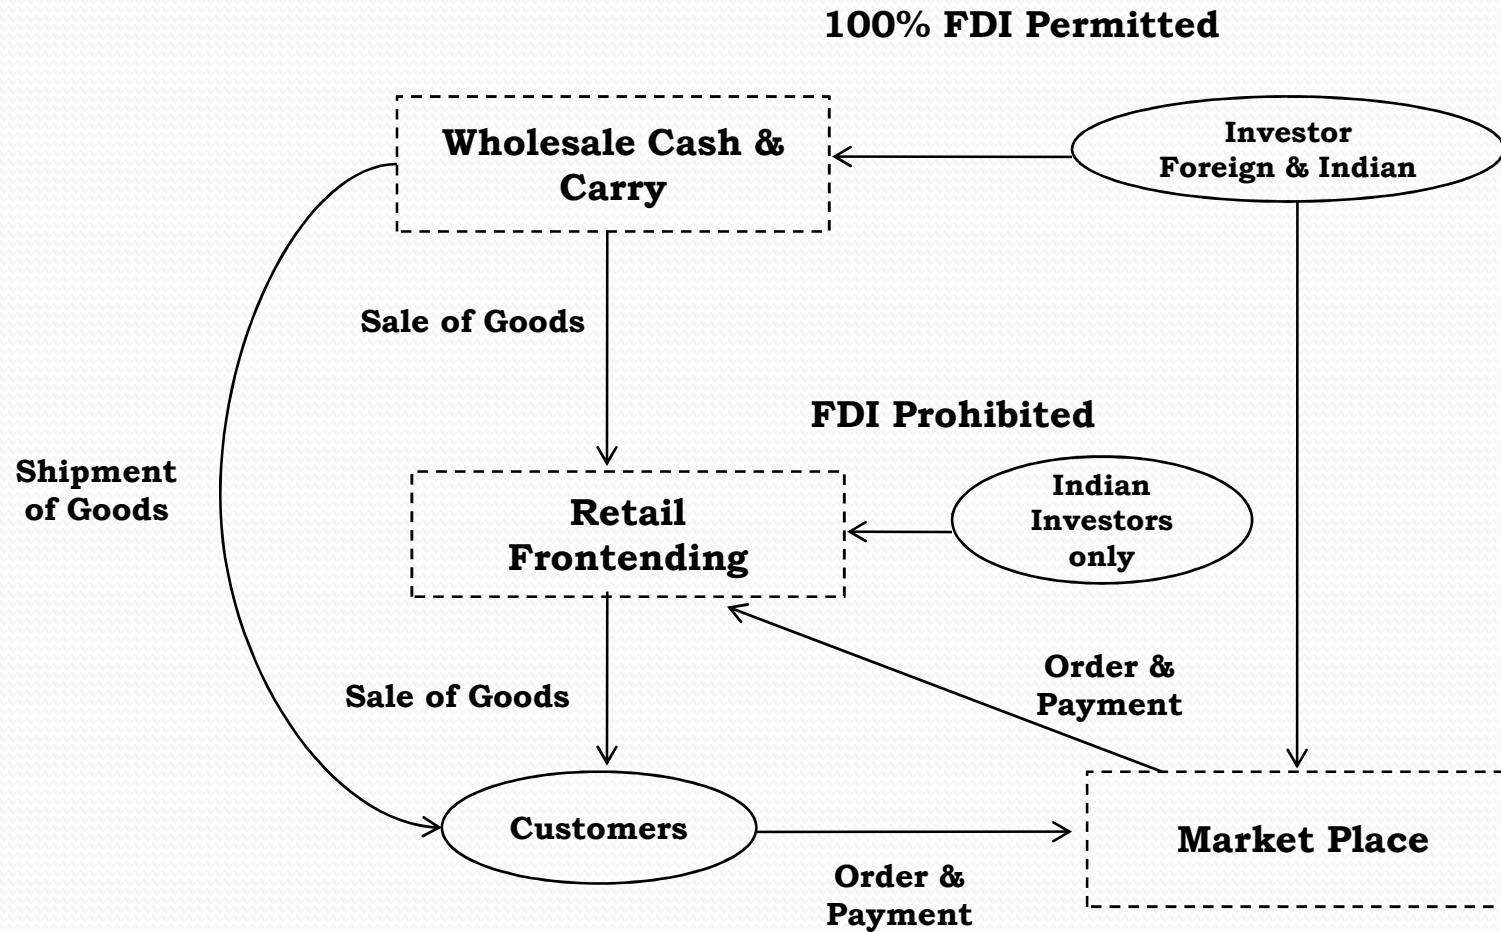 100% FDI Permitted
Wholesale Cash &
Carry
Investor
Foreign & Indian
Sale of Goods
FDI Prohibited
Shipment
of Goods
Retail
Frontending
Indian
Investors
only
Order &
Payment
Sale of Goods
Customers
Market Place
Order &
Payment